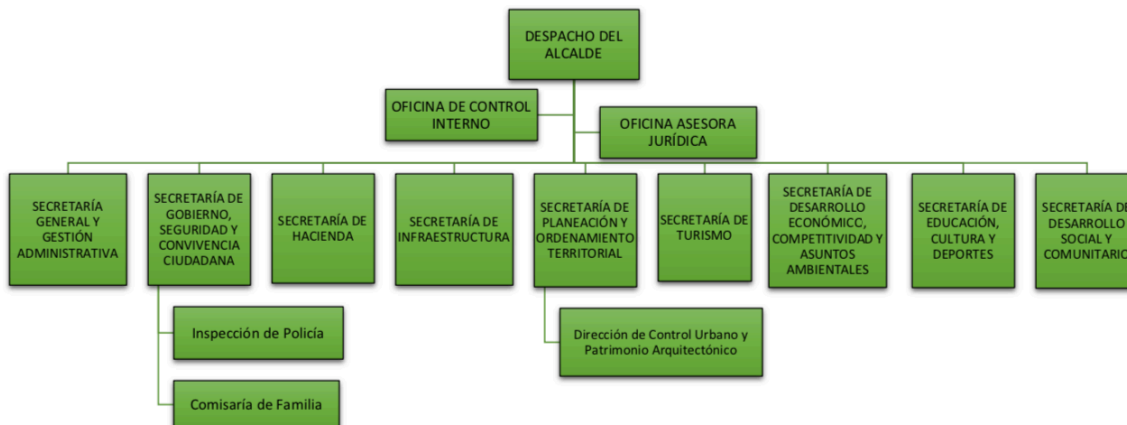 DESPACHO DEL
ALCALDE
OFICINA DE CONTROL
INTERNO
OFICINA ASESORA
JURÍDICA
SECRETARÍA
GENERAL Y
GESTIÓN
ADMINISTRATIVA
SECRETARÍA DE
GOBIERNO,
SEGURIDAD Y
CONVIVENCIA
CIUDADANA
SECRETARÍA DE
HACIENDA
SECRETARÍA DE
INFRAESTRUCTURA
SECRETARÍA DE
PLANEACIÓN Y
ORDENAMIENTO
TERRITORIAL
SECRETARÍA DE
TURISMO
SECRETARÍA DE
DESARROLLO
ECONÓMICO,
COMPETITIVIDAD Y
ASUNTOS
AMBIENTALES
SECRETARÍA DE
EDUCACIÓN,
CULTURA Y
DEPORTES
SECRETARÍA DE
DESARROLLO
SOCIAL Y
COMUNITARIO
Inspección de Policía
Comisaría de Familia
Dirección de Control Urbano y
Patrimonio Arquitectónico